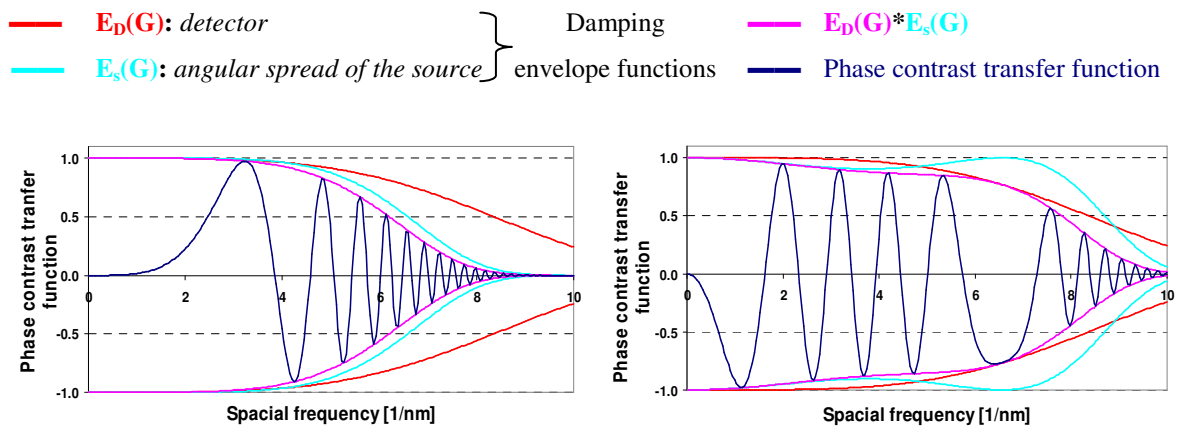 E_D(G): detector
Damping
E_D(G)*E_s(G)
E_s(G): angular spread of the source
envelope functions
Phase contrast transfer function
Phase contrast tranfer
function
1.0
0.5
0.0
-0.5
-1.0
0 2 4 6 8 10
Spacial frequency [1/nm]
Phase contrast transfer
function
1.0
0.5
0.0
-0.5
-1.0
0 2 4 6 8 10
Spacial frequency [1/nm]